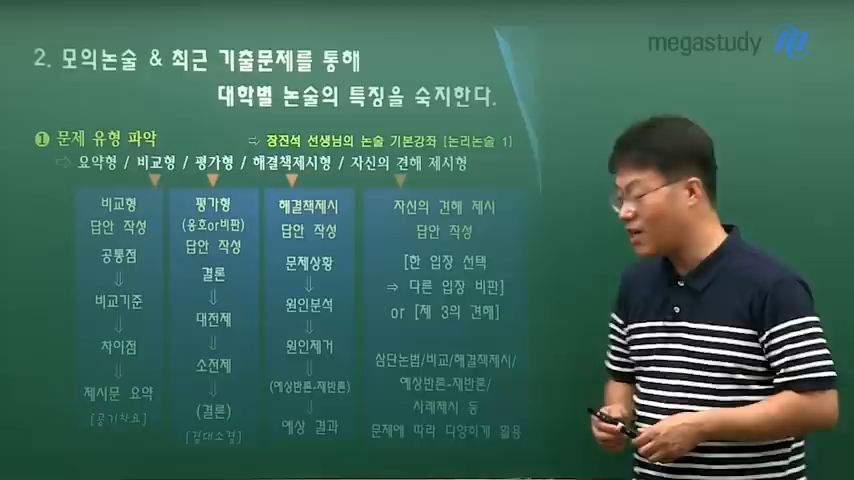 megastudy
2. 모의논술 & 최근 기출문제를 통해
대학별 논술의 특징을 숙지한다.
❶ 문제 유형 파악 ⇨ 장진석 선생님의 논술 기본강좌 [논리논술 1]
⇨ 요약형 / 비교형 / 평가형 / 해결책제시형 / 자신의 견해 제시형
비교형
답안 작성
공통점
⇓
비교기준
⇓
차이점
⇓
제시문 요약
[공기차요]
평가형
(옹호or비판)
답안 작성
결론
⇓
대전제
⇓
소전제
⇓
(결론)
[결대소결]
해결책제시
답안 작성
문제상황
⇓
원인분석
⇓
원인제거
⇓
(예상반론-재반론)
⇓
예상 결과
자신의 견해 제시
답안 작성
[한 입장 선택
⇒ 다른 입장 비판]
or [제 3의 견해]
삼단논법/비교/해결책제시/
예상반론-재반론/
사례제시 등
문제에 따라 다양하게 활용